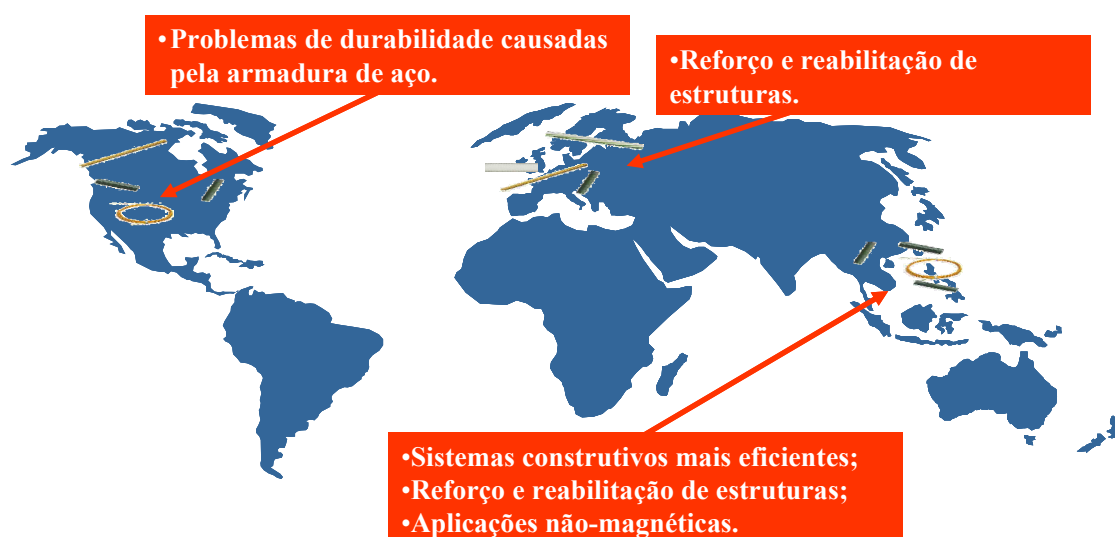 •Problemas de durabilidade causadas
pela armadura de aço.
•Reforço e reabilitação de
estruturas.
•Sistemas construtivos mais eficientes;
•Reforço e reabilitação de estruturas;
•Aplicações não-magnéticas.